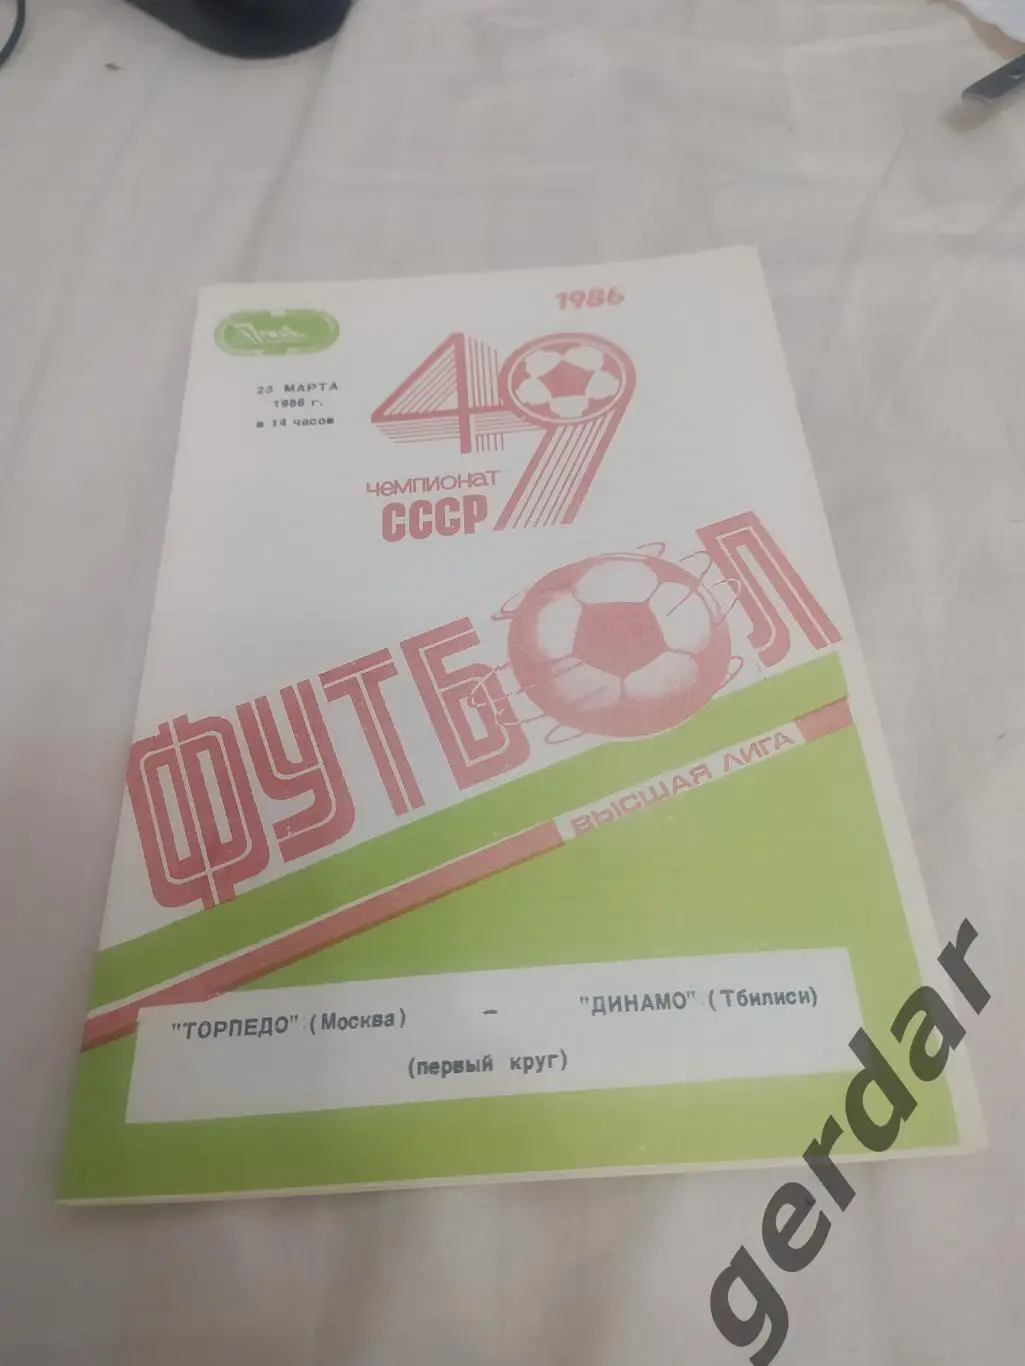 1986
23 МАРТА
1986 г.
в 14 часов
49
чемпионат
СССР
ФУТБОЛ
ВЫСШАЯ ЛИГА
"ТОРПЕДО" (Москва) – "ДИНАМО" (Тбилиси)
(первый круг)
gerdar